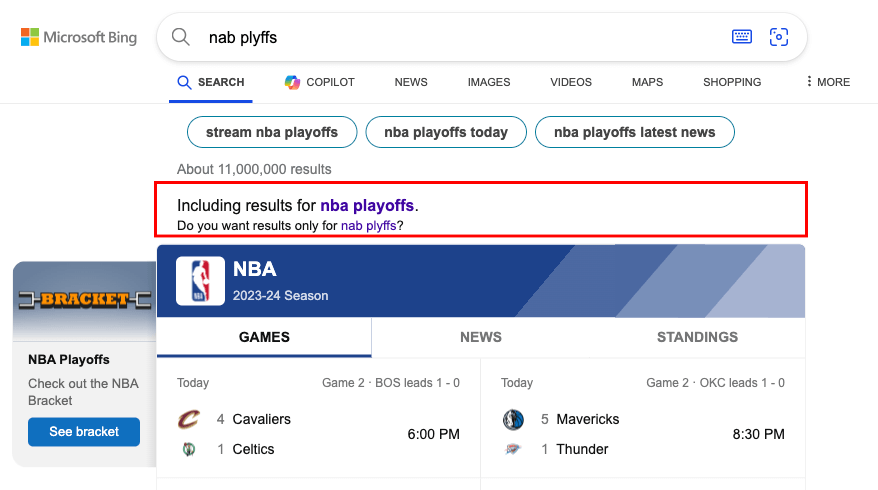 Microsoft Bing
nab plyffs
SEARCH COPILOT NEWS IMAGES VIDEOS MAPS SHOPPING MORE
stream nba playoffs nba playoffs today nba playoffs latest news
About 11,000,000 results
Including results for nba playoffs.
Do you want results only for nab plyffs?
BRACKET
NBA Playoffs
Check out the NBA
Bracket
See bracket
NBA
2023-24 Season
GAMES NEWS STANDINGS
Today Game 2 · BOS leads 1 - 0
4 Cavaliers
1 Celtics
6:00 PM
Today Game 2 · OKC leads 1 - 0
5 Mavericks
1 Thunder
8:30 PM